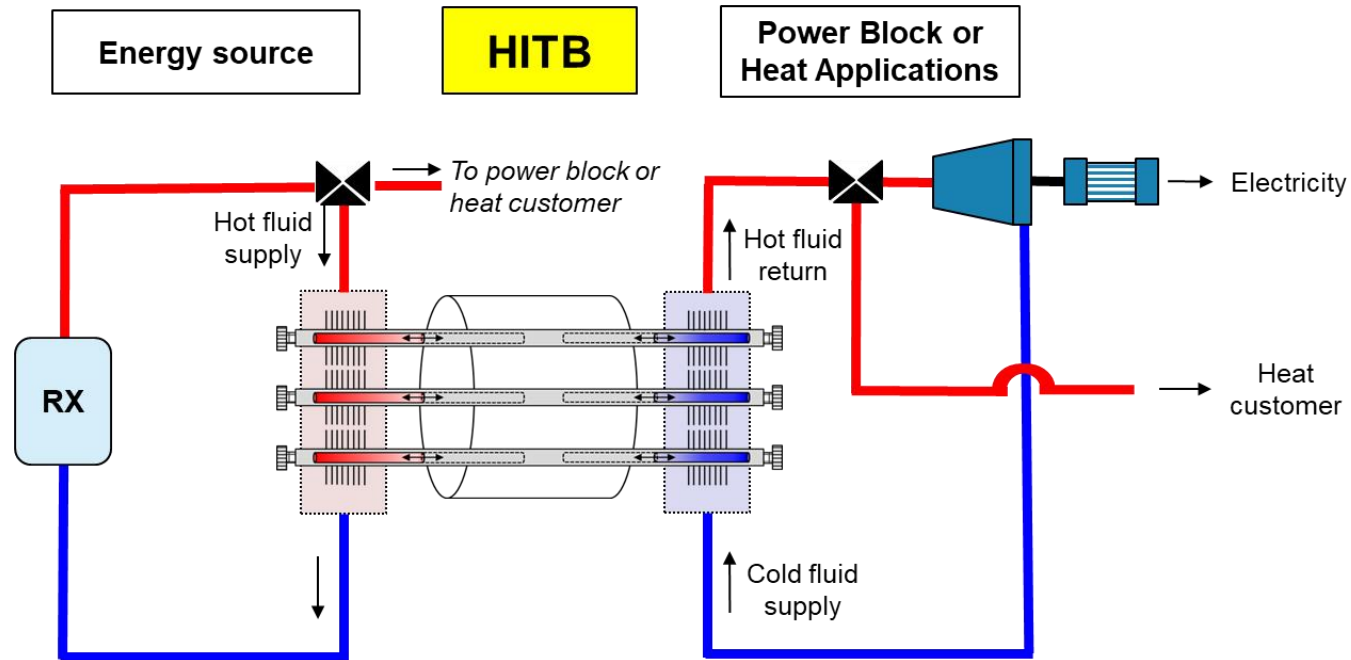 Energy source
HITB
Power Block or
Heat Applications
To power block or
heat customer
Hot fluid
supply
Hot fluid
return
Electricity
RX
Heat
customer
Cold fluid
supply